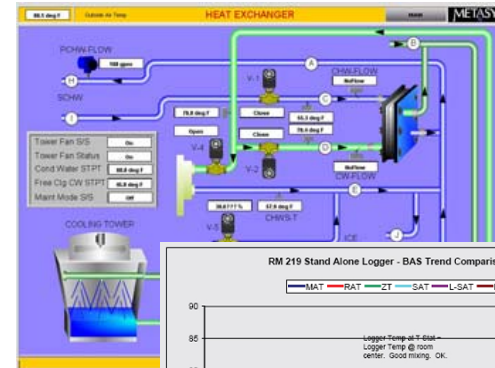 Outside Air Temp
HEAT EXCHANGER
MAIN
METASY
PCHW-FLOW
H
SCHW
I
A
B
CHW-FLOW
NoFlow
V-1
C
Close
Open
V-4
Close
V-2
D
NoFlow
CW-FLOW
E
CHWS-T
V-5
ICE
J
Tower Fan S/S On
Tower Fan Status On
Cond Water STPT
Free Clg CW STPT
Maint Mode S/S Off
COOLING TOWER
RM 219 Stand Alone Logger - BAS Trend Comparis
MAT RAT ZT SAT L-SAT
90
85
Logger Temp at T-Stat ~
Logger Temp @ room
center. Good mixing. OK.